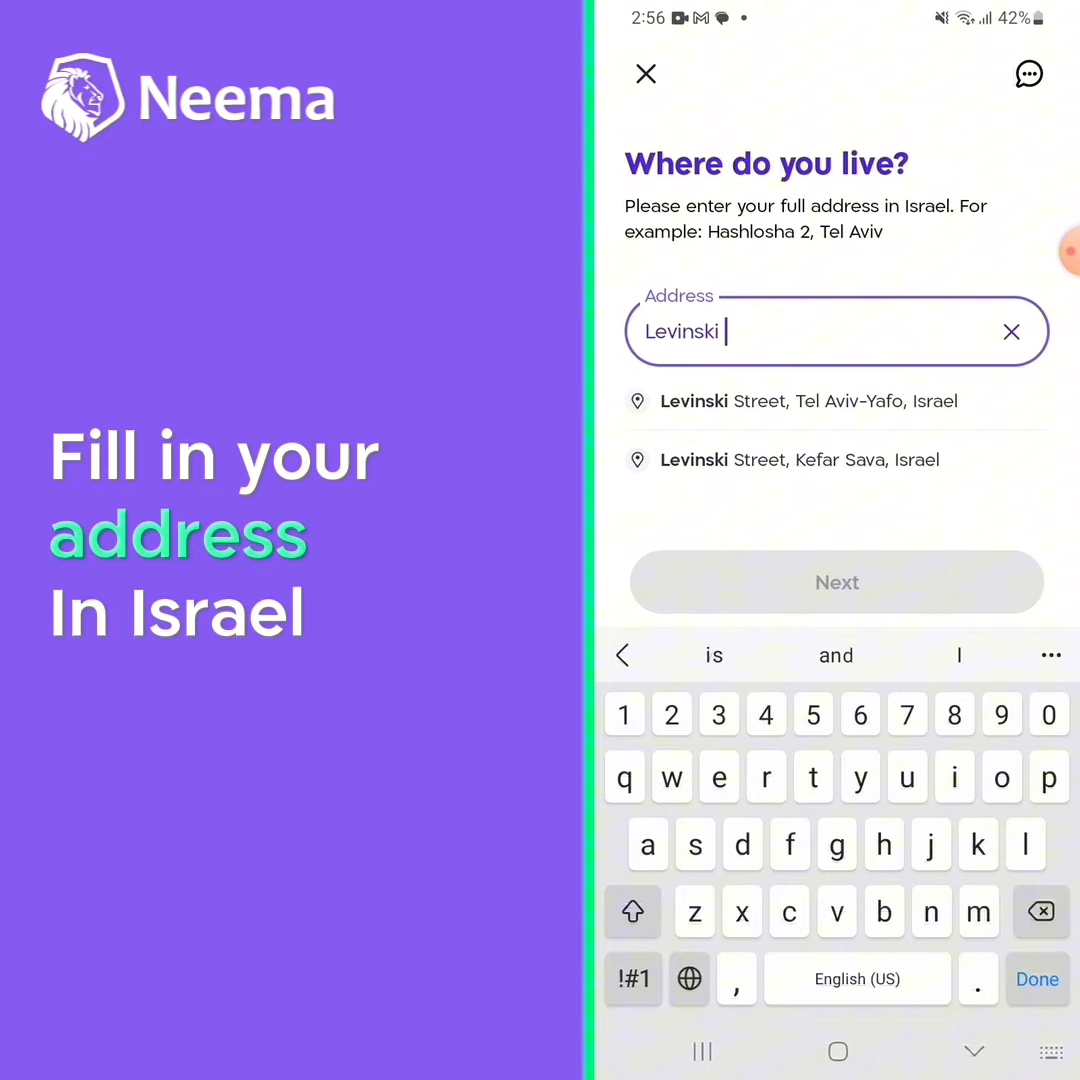 Neema
Fill in your
address
In Israel
2:56
42%
Where do you live?
Please enter your full address in Israel. For
example: Hashlosha 2, Tel Aviv
Address
Levinski
Levinski Street, Tel Aviv-Yafo, Israel
Levinski Street, Kefar Sava, Israel
Next
is and I
1 2 3 4 5 6 7 8 9 0
q w e r t y u i o p
a s d f g h j k l
z x c v b n m
!#1 , English (US) . Done